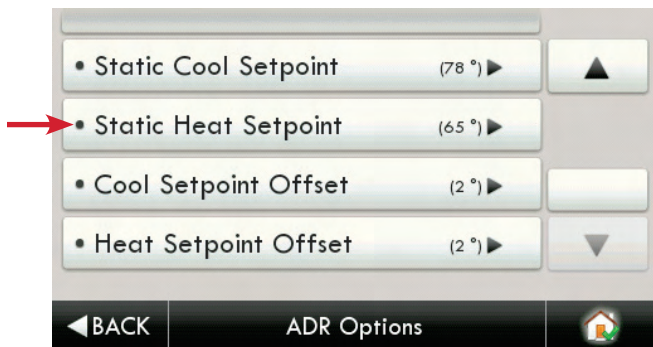 • Static Cool Setpoint (78 °)▶
• Static Heat Setpoint (65 °)▶
• Cool Setpoint Offset (2 °)▶
• Heat Setpoint Offset (2 °)▶
◀BACK ADR Options